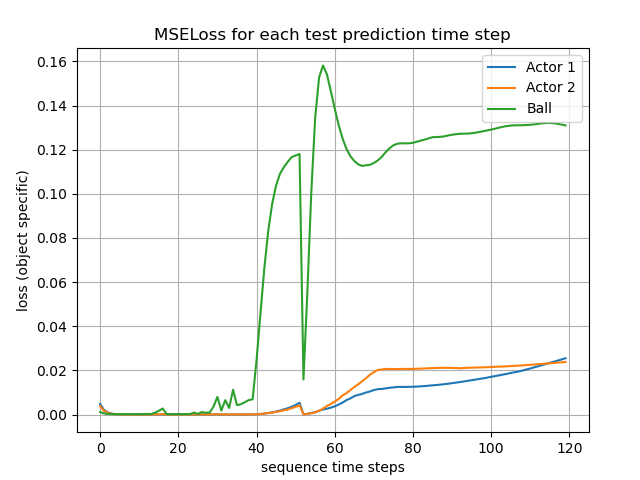 MSELoss for each test prediction time step
0.16
0.14
0.12
0.10
0.08
0.06
0.04
0.02
0.00
loss (object specific)
Actor 1
Actor 2
Ball
0 20 40 60 80 100 120
sequence time steps